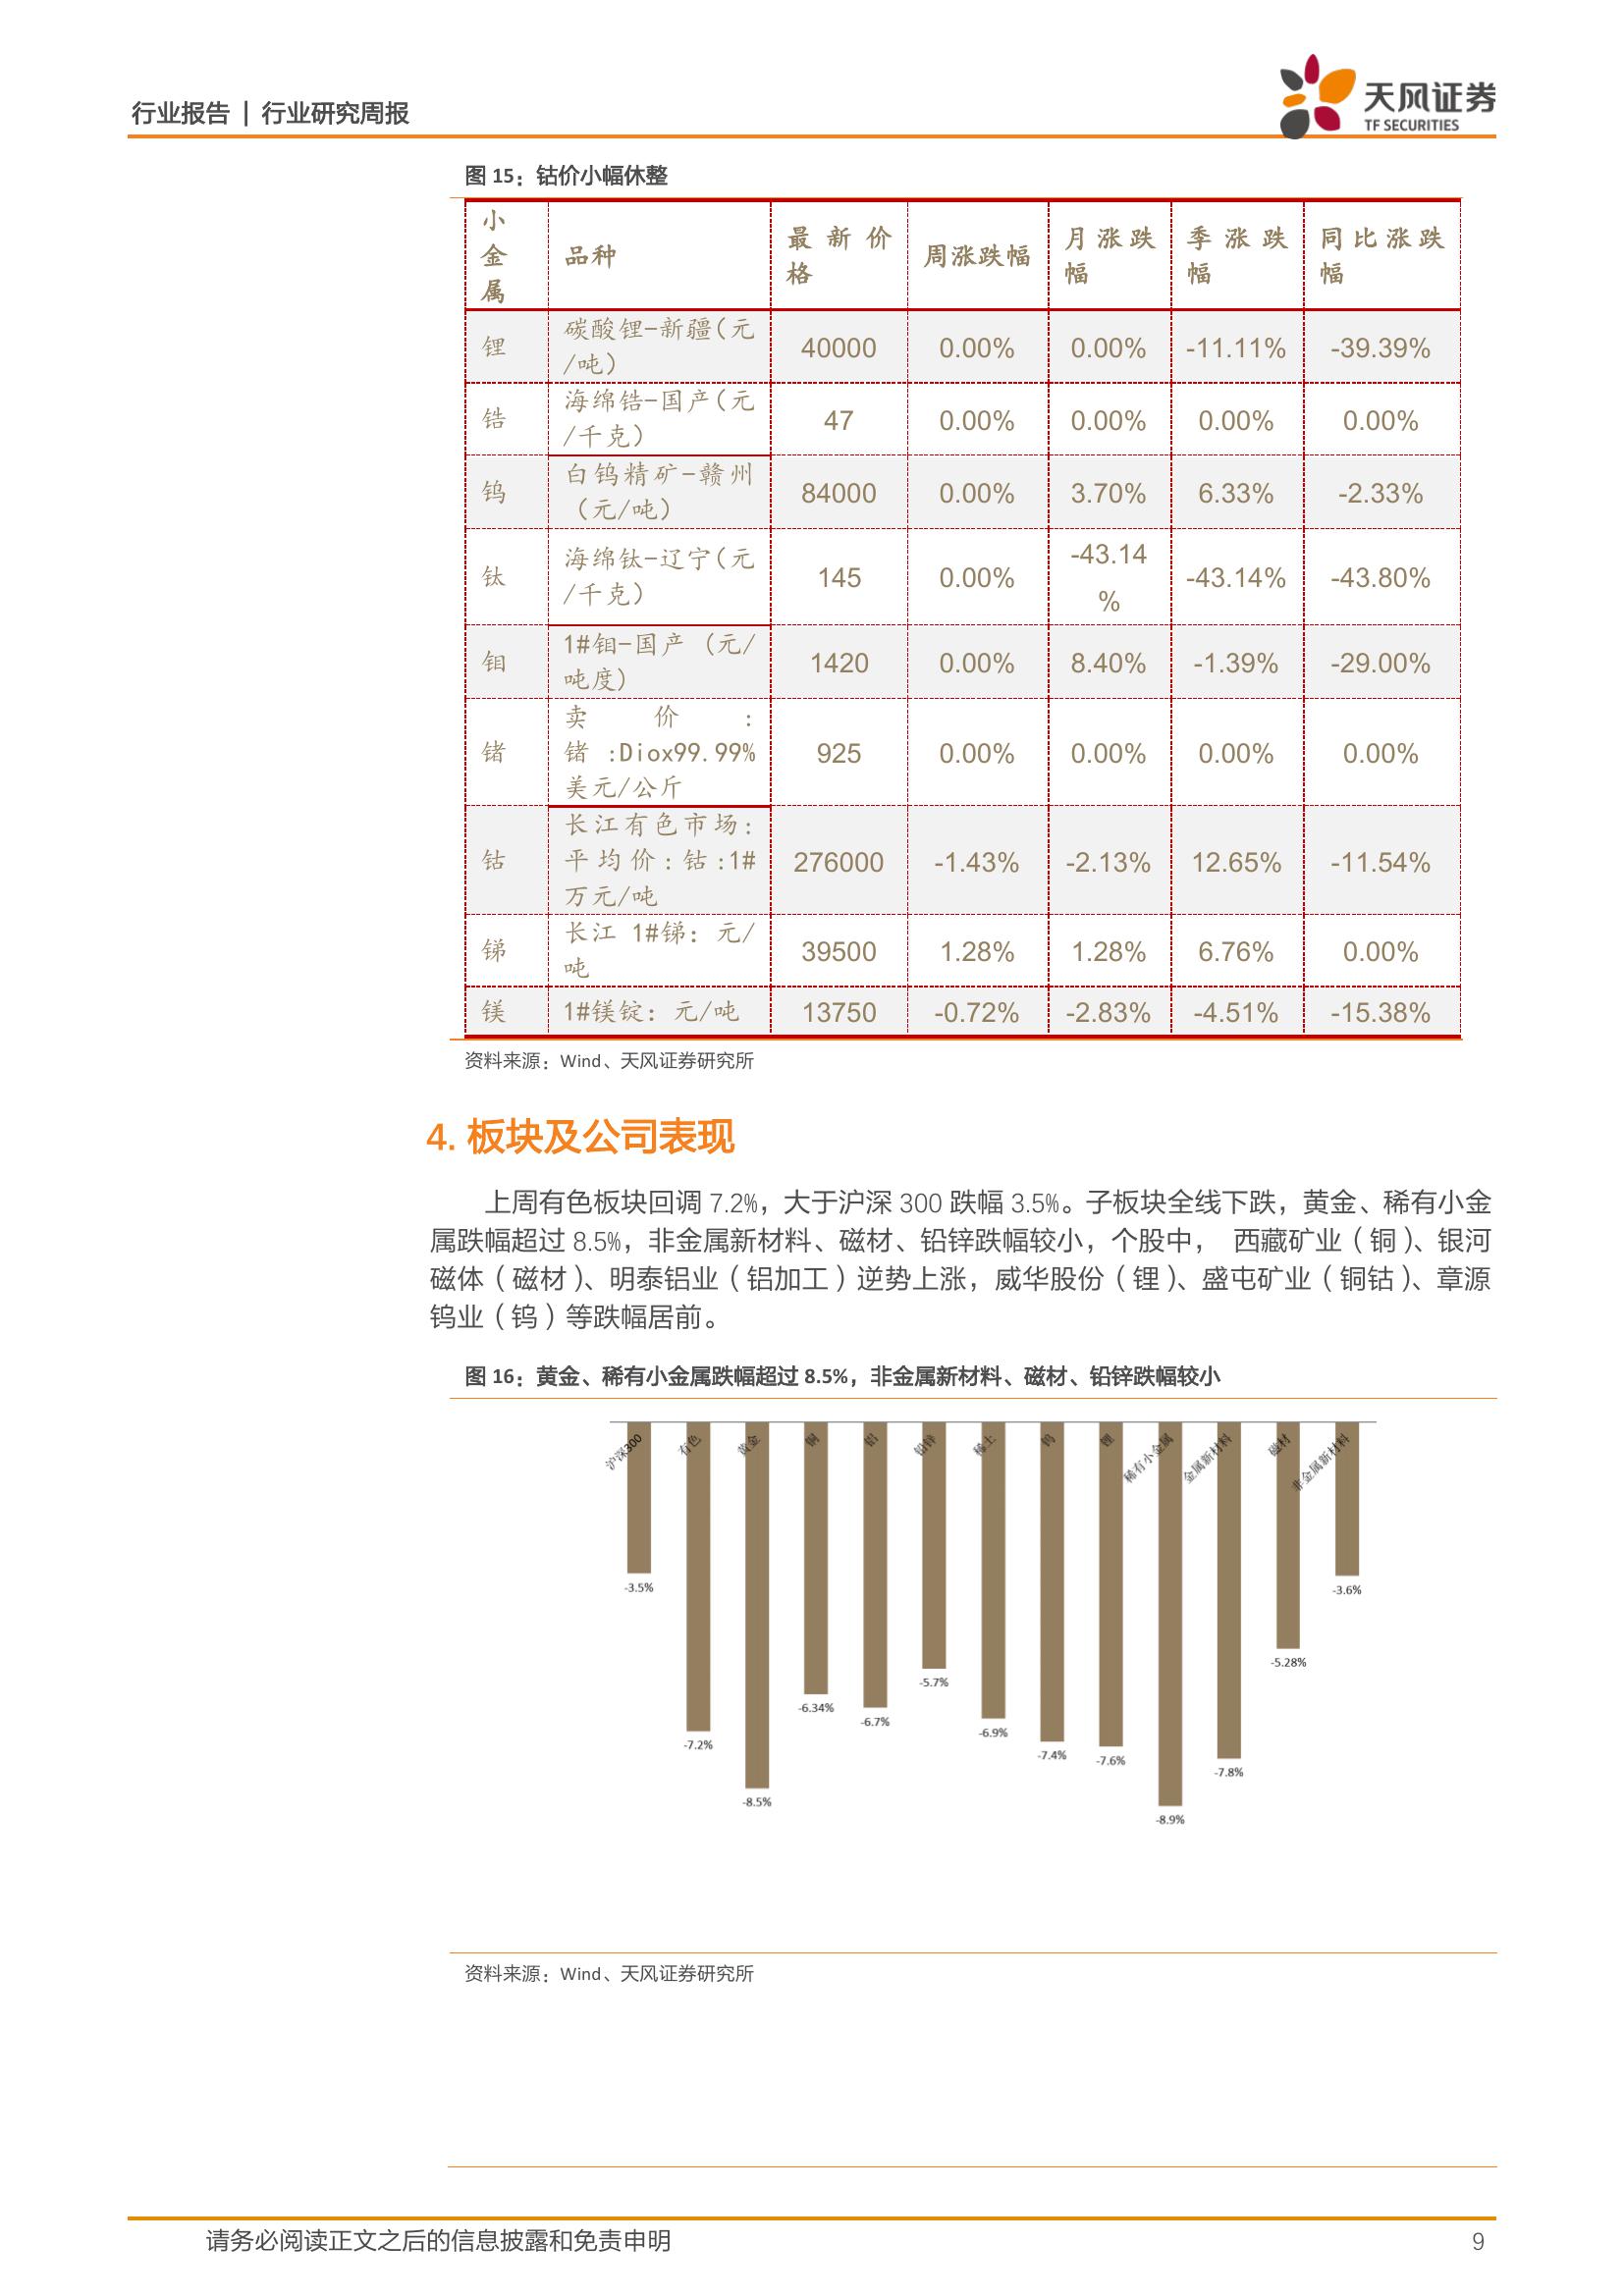 行业报告 | 行业研究周报
天风证券
TF SECURITIES
图 15：钴价小幅休整
小金属 品种 最新价格 周涨跌幅 月涨跌幅 季涨跌幅 同比涨跌幅
锂 碳酸锂-新疆(元/吨) 40000 0.00% 0.00% -11.11% -39.39%
锆 海绵锆-国产(元/千克) 47 0.00% 0.00% 0.00% 0.00%
钨 白钨精矿-赣州（元/吨） 84000 0.00% 3.70% 6.33% -2.33%
钛 海绵钛-辽宁(元/千克) 145 0.00% -43.14% -43.14% -43.80%
钼 1#钼-国产（元/吨度） 1420 0.00% 8.40% -1.39% -29.00%
锗 卖价:锗:Diox99.99%美元/公斤 925 0.00% 0.00% 0.00% 0.00%
钴 长江有色市场:平均价:钴:1#万元/吨 276000 -1.43% -2.13% 12.65% -11.54%
锑 长江 1#锑：元/吨 39500 1.28% 1.28% 6.76% 0.00%
镁 1#镁锭：元/吨 13750 -0.72% -2.83% -4.51% -15.38%
资料来源：Wind、天风证券研究所
4. 板块及公司表现
上周有色板块回调 7.2%，大于沪深 300 跌幅 3.5%。子板块全线下跌，黄金、稀有小金
属跌幅超过 8.5%，非金属新材料、磁材、铅锌跌幅较小，个股中， 西藏矿业（铜）、银河
磁体（磁材）、明泰铝业（铝加工）逆势上涨，威华股份（锂）、盛屯矿业（铜钴）、章源
钨业（钨）等跌幅居前。
图 16：黄金、稀有小金属跌幅超过 8.5%，非金属新材料、磁材、铅锌跌幅较小
沪深300 有色 黄金 铜 铝 铅锌 稀土 钨 锂 稀有小金属 金属新材料 磁材 非金属新材料
-3.5% -7.2% -8.5% -6.34% -6.7% -5.7% -6.9% -7.4% -7.6% -8.9% -7.8% -5.28% -3.6%
资料来源：Wind、天风证券研究所
请务必阅读正文之后的信息披露和免责申明 9